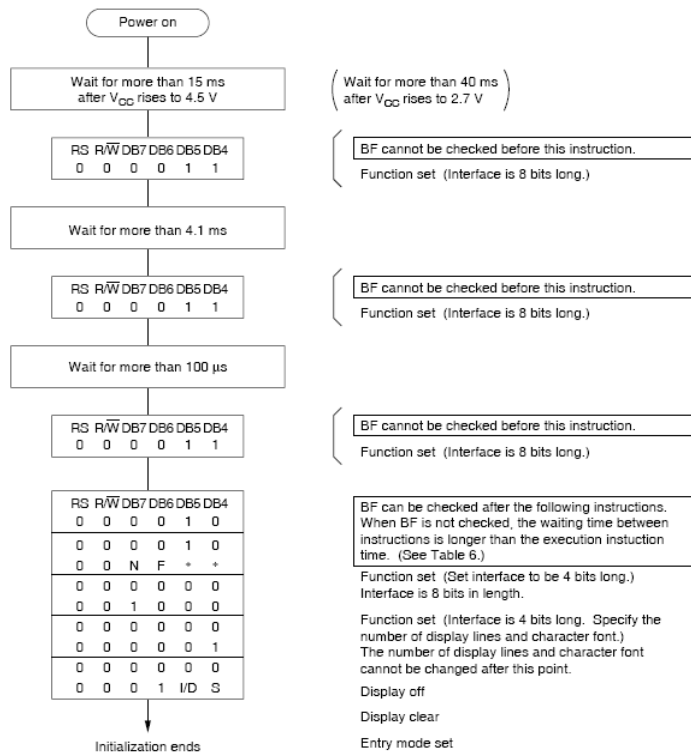 Power on
Wait for more than 15 ms
after VCC rises to 4.5 V
(Wait for more than 40 ms
after VCC rises to 2.7 V)
RS R/W̅ DB7 DB6 DB5 DB4
0 0 0 0 1 1
BF cannot be checked before this instruction.
Function set (Interface is 8 bits long.)
Wait for more than 4.1 ms
RS R/W̅ DB7 DB6 DB5 DB4
0 0 0 0 1 1
BF cannot be checked before this instruction.
Function set (Interface is 8 bits long.)
Wait for more than 100 µs
RS R/W̅ DB7 DB6 DB5 DB4
0 0 0 0 1 1
BF cannot be checked before this instruction.
Function set (Interface is 8 bits long.)
RS R/W̅ DB7 DB6 DB5 DB4
0 0 0 0 1 0
0 0 0 0 1 0
0 0 N F * *
0 0 0 0 0 0
0 0 1 0 0 0
0 0 0 0 0 0
0 0 0 0 0 1
0 0 0 0 0 0
0 0 0 1 I/D S
Initialization ends
BF can be checked after the following instructions.
When BF is not checked, the waiting time between
instructions is longer than the execution instuction
time. (See Table 6.)
Function set (Set interface to be 4 bits long.)
Interface is 8 bits in length.
Function set (Interface is 4 bits long. Specify the
number of display lines and character font.)
The number of display lines and character font
cannot be changed after this point.
Display off
Display clear
Entry mode set